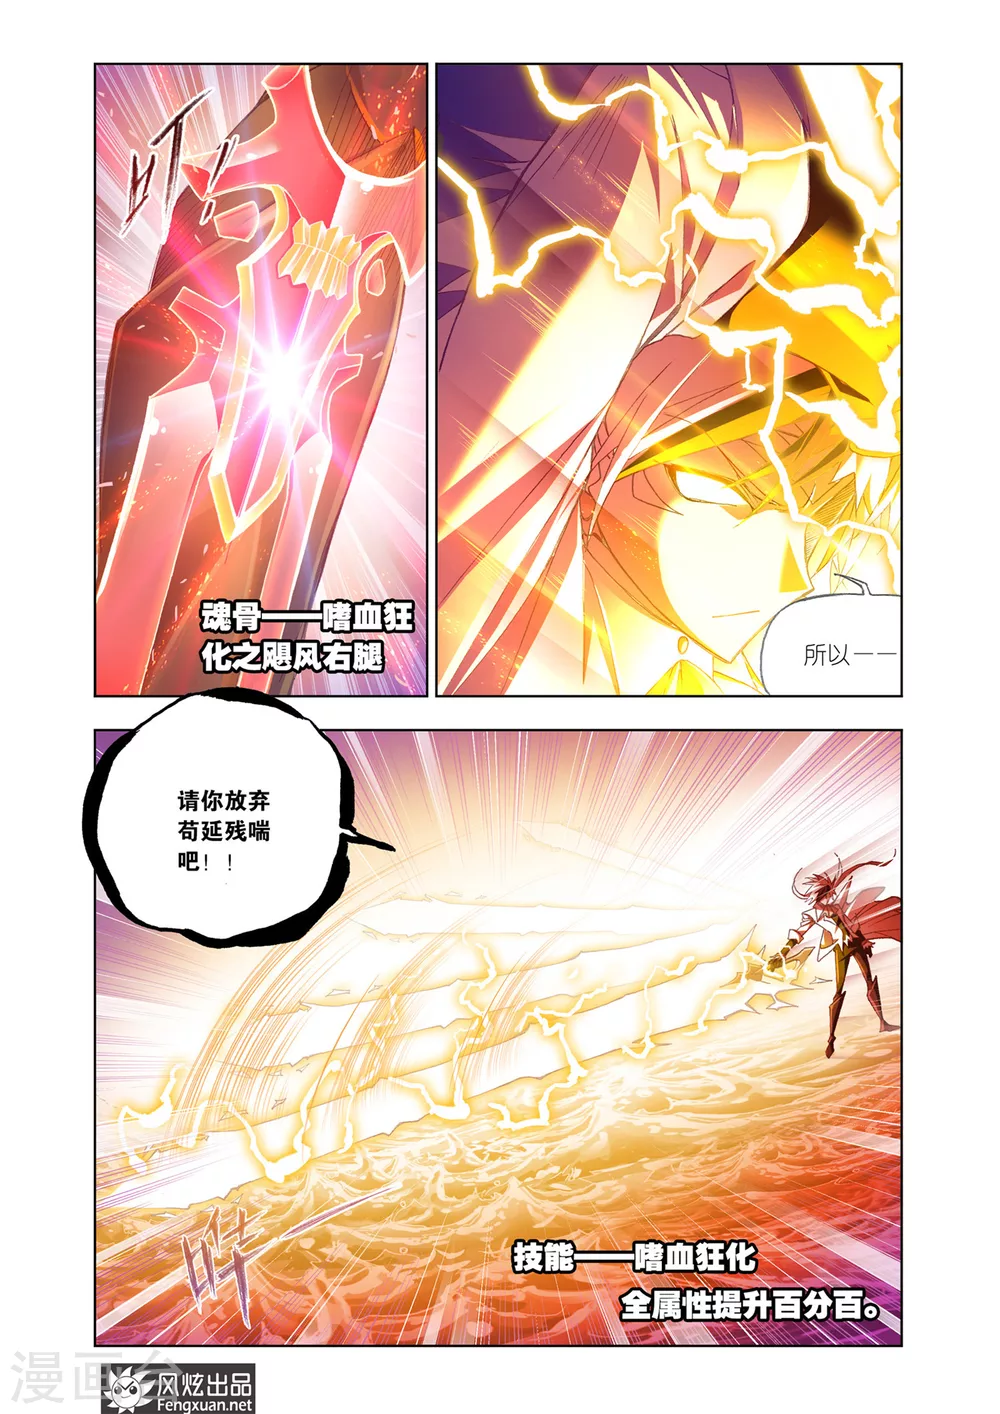 叮!
魂骨——嗜血狂
化之飓风右腿
所以——
请你放弃
苟延残喘
吧！！
哗
技能——嗜血狂化
全属性提升百分百。
漫画台
风炫出品
Fengxuan.net